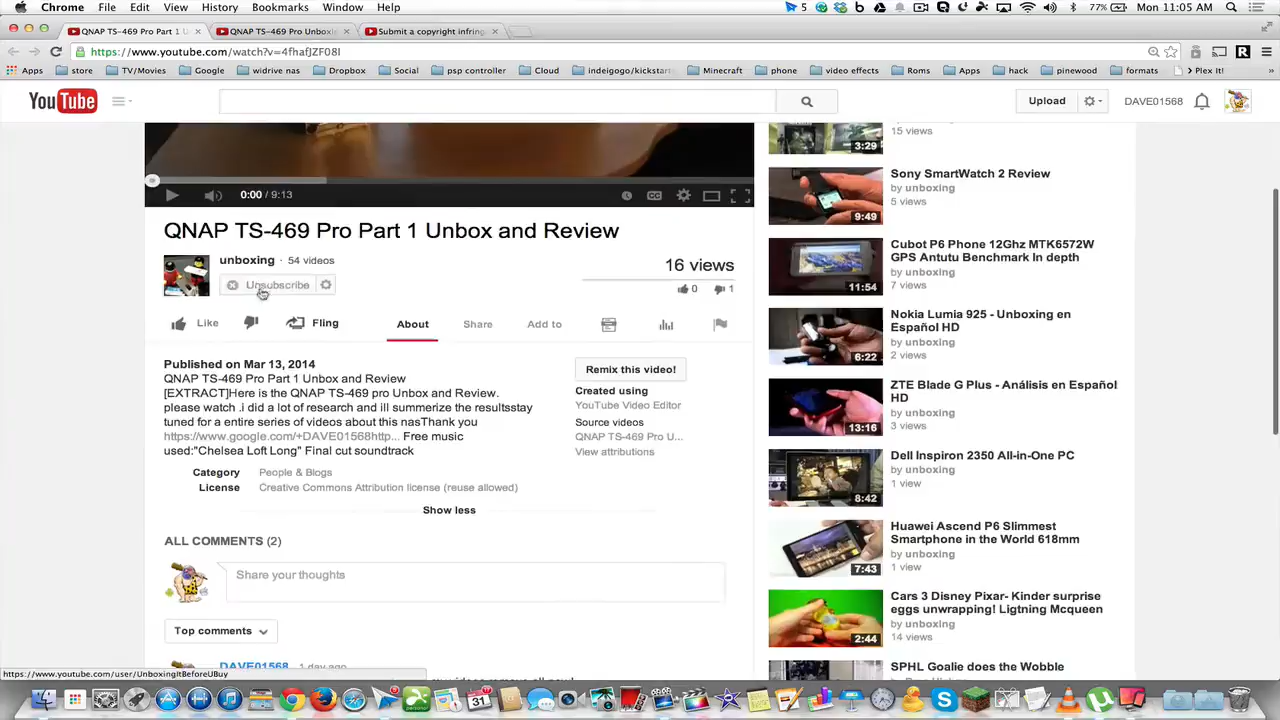 Chrome File Edit View History Bookmarks Window Help 5 77% Mon 11:05 AM
QNAP TS-469 Pro Part 1 U × QNAP TS-469 Pro Unboxi × Submit a copyright infring ×
https://www.youtube.com/watch?v=4fhafJZF08I
Apps store TV/Movies Google widrive nas Dropbox Social psp controller Cloud indeigogo/kickstart Minecraft phone video effects Roms Apps hack pinewood formats Plex It! »
YouTube Upload DAVE01568
0:00 / 9:13 CC
QNAP TS-469 Pro Part 1 Unbox and Review
unboxing · 54 videos
Unsubscribe
16 views
0 1
Like Fling About Share Add to
Published on Mar 13, 2014
QNAP TS-469 Pro Part 1 Unbox and Review
[EXTRACT]Here is the QNAP TS-469 pro Unbox and Review.
please watch .i did a lot of research and ill summerize the resultsstay
tuned for a entire series of videos about this nasThank you
https://www.google.com/+DAVE01568http... Free music
used:"Chelsea Loft Long" Final cut soundtrack
Category People & Blogs
License Creative Commons Attribution license (reuse allowed)
Show less
Remix this video!
Created using
YouTube Video Editor
Source videos
QNAP TS-469 Pro U...
View attributions
ALL COMMENTS (2)
Share your thoughts
Top comments
DAVE01568 1 day ago
15 views
3:29
Sony SmartWatch 2 Review
by unboxing
5 views
9:49
Cubot P6 Phone 12Ghz MTK6572W
GPS Antutu Benchmark In depth
by unboxing
7 views
11:54
Nokia Lumia 925 - Unboxing en
Español HD
by unboxing
2 views
6:22
ZTE Blade G Plus - Análisis en Español
HD
by unboxing
3 views
13:16
Dell Inspiron 2350 All-in-One PC
by unboxing
1 view
8:42
Huawei Ascend P6 Slimmest
Smartphone in the World 618mm
by unboxing
1 view
7:43
Cars 3 Disney Pixar- Kinder surprise
eggs unwrapping! Ligtning Mcqueen
by unboxing
14 views
2:44
SPHL Goalie does the Wobble
https://www.youtube.com/user/UnboxingItBeforeUBuy
31